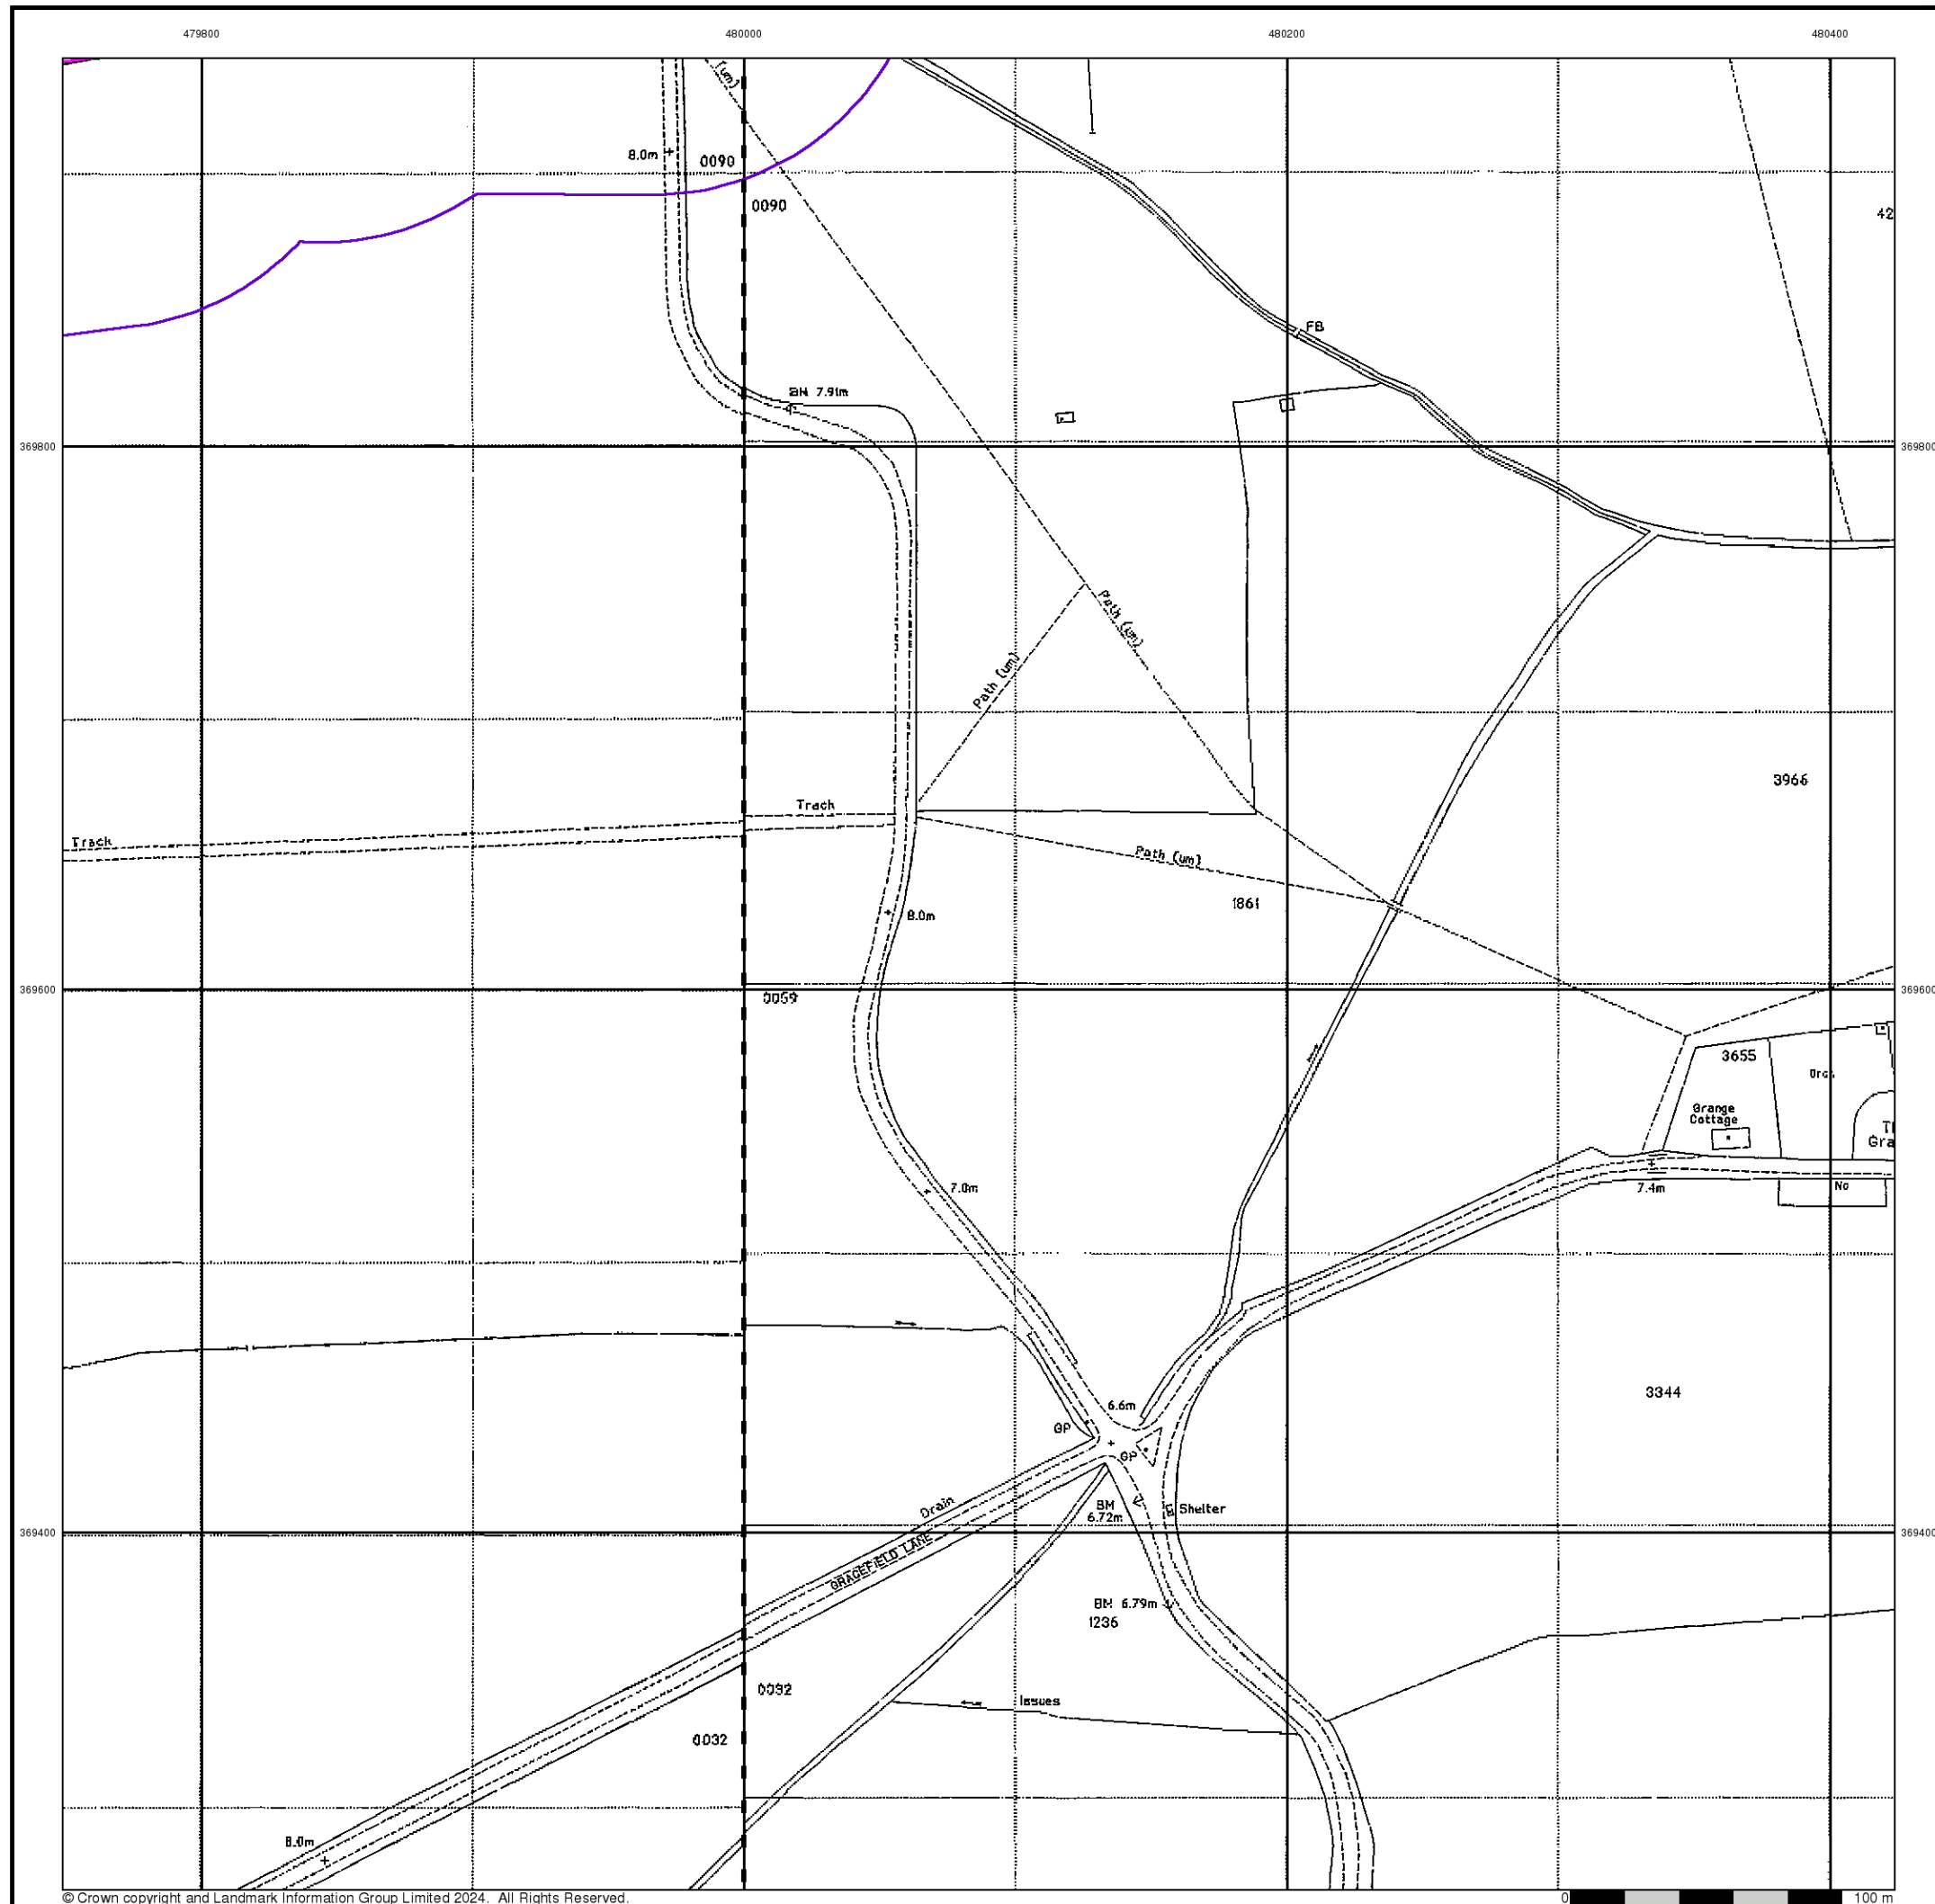 479800 480000 480200 480400
(um)
8.0m
0090
0090
42
FB
BM 7.91m
369800
369800
Path (um)
Path (um)
3966
Track
Track
Path (um)
1861
8.0m
369600
369600
0059
3655
Grange
Cottage
Gra
7.0m
7.4m
3344
6.6m
GP
GP
Drain
BM
6.72m
Shelter
369400
369400
GRACEFIELD LANE
BM 6.79m
1236
0032
Issues
0032
8.0m
© Crown copyright and Landmark Information Group Limited 2024. All Rights Reserved.
0 100 m